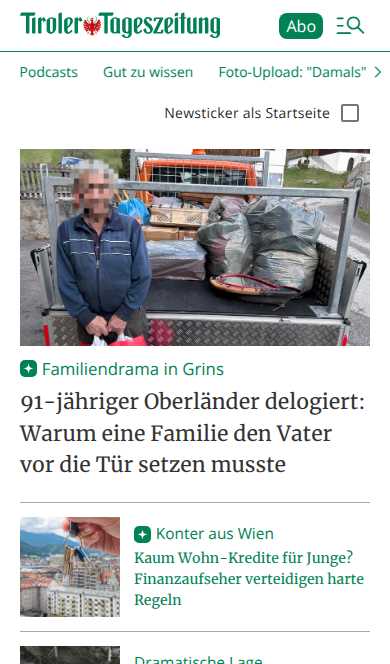 Tiroler Tageszeitung
Abo
Podcasts Gut zu wissen Foto-Upload: "Damals"
Newsticker als Startseite
Familiendrama in Grins
91-jähriger Oberländer delogiert:
Warum eine Familie den Vater
vor die Tür setzen musste
Konter aus Wien
Kaum Wohn-Kredite für Junge?
Finanzaufseher verteidigen harte
Regeln
Dramatische Lage